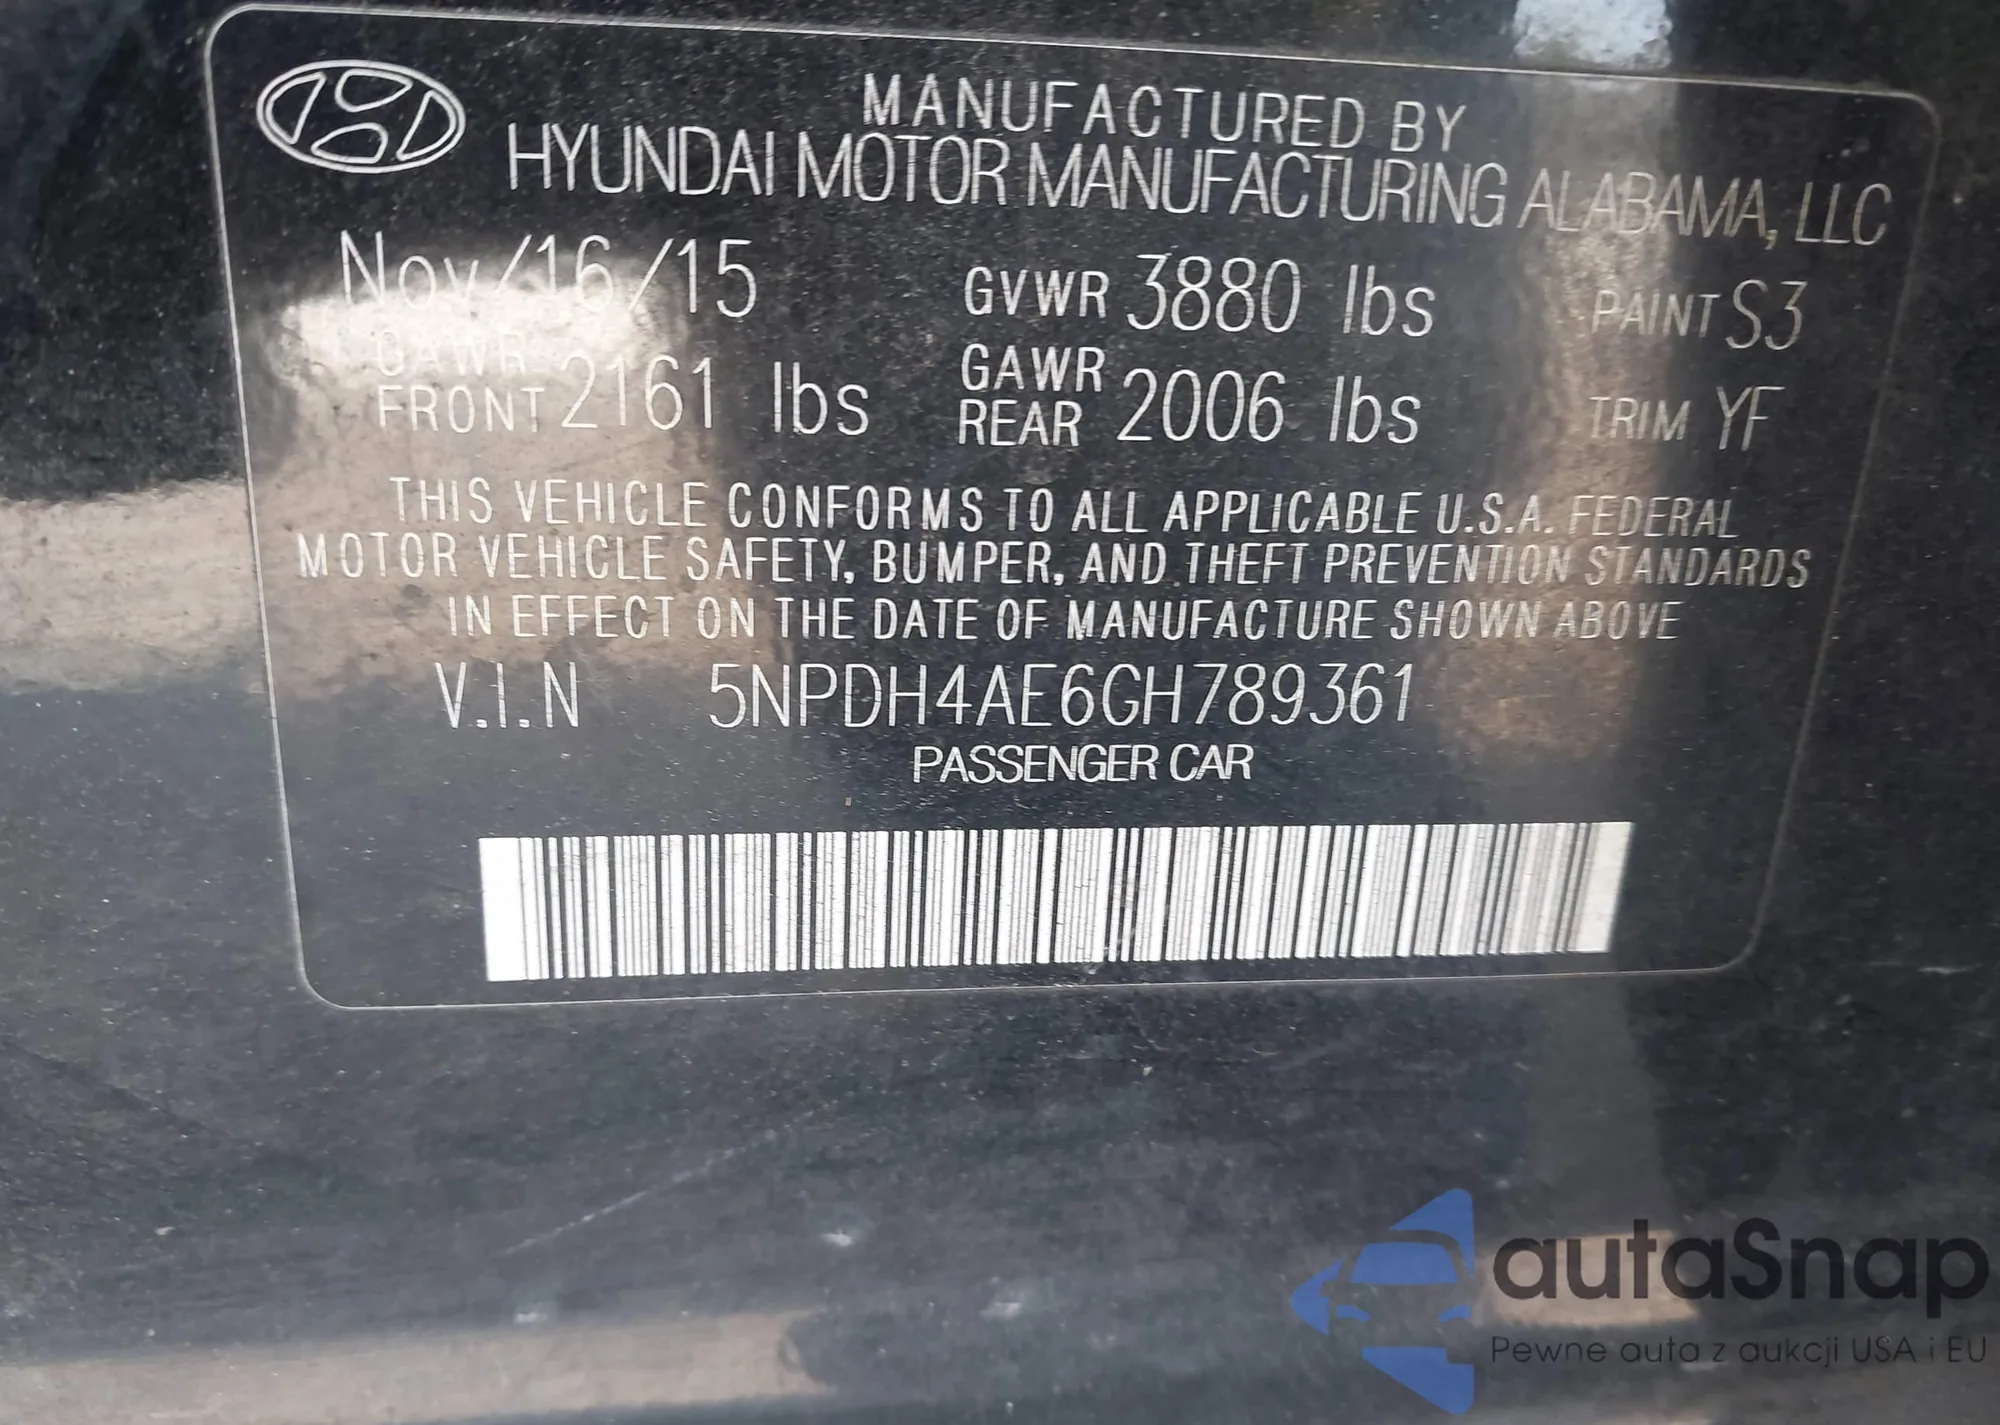 MANUFACTURED BY
HYUNDAI MOTOR MANUFACTURING ALABAMA, LLC
Nov/16/15 GVWR 3880 lbs PAINT S3
GAWR FRONT 2161 lbs GAWR REAR 2006 lbs TRIM YF
THIS VEHICLE CONFORMS TO ALL APPLICABLE U.S.A. FEDERAL
MOTOR VEHICLE SAFETY, BUMPER, AND THEFT PREVENTION STANDARDS
IN EFFECT ON THE DATE OF MANUFACTURE SHOWN ABOVE
V.I.N 5NPDH4AE6GH789361
PASSENGER CAR
autaSnap
Pewne auta z aukcji USA i EU